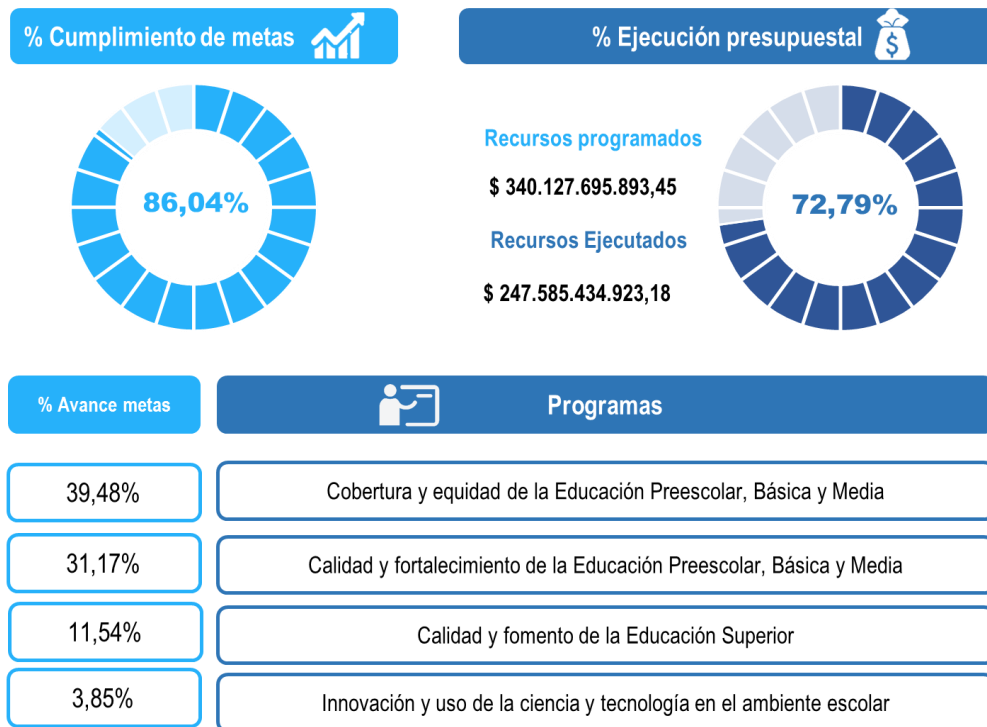 % Cumplimiento de metas
% Ejecución presupuestal
$
86,04%
Recursos programados
$ 340.127.695.893,45
Recursos Ejecutados
$ 247.585.434.923,18
72,79%
% Avance metas
Programas
39,48%
Cobertura y equidad de la Educación Preescolar, Básica y Media
31,17%
Calidad y fortalecimiento de la Educación Preescolar, Básica y Media
11,54%
Calidad y fomento de la Educación Superior
3,85%
Innovación y uso de la ciencia y tecnología en el ambiente escolar